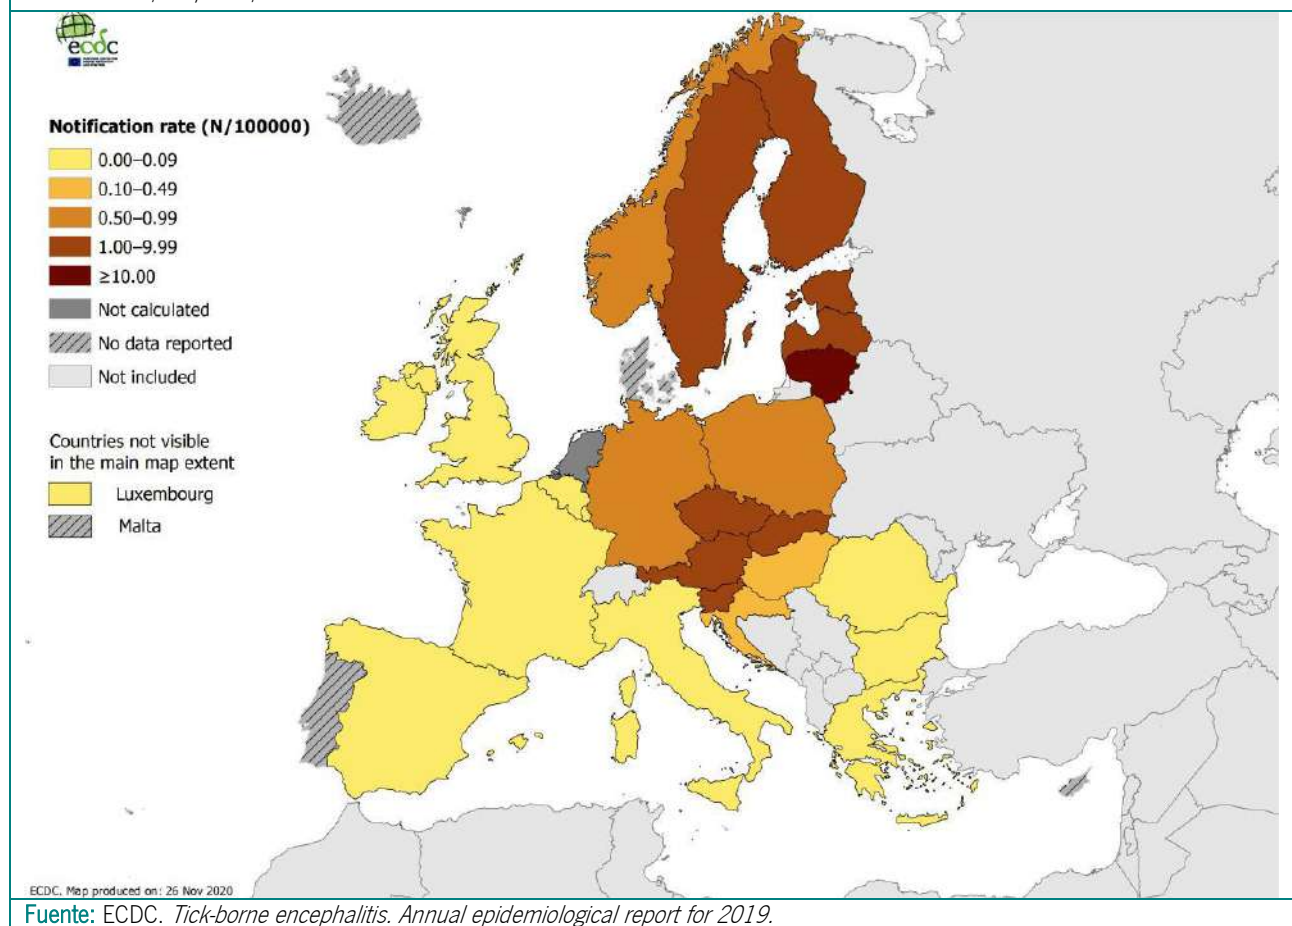 ecdc
Notification rate (N/100000)
0.00–0.09
0.10–0.49
0.50–0.99
1.00–9.99
≥10.00
Not calculated
No data reported
Not included
Countries not visible
in the main map extent
Luxembourg
Malta
ECDC. Map produced on: 26 Nov 2020
Fuente: ECDC. Tick-borne encephalitis. Annual epidemiological report for 2019.